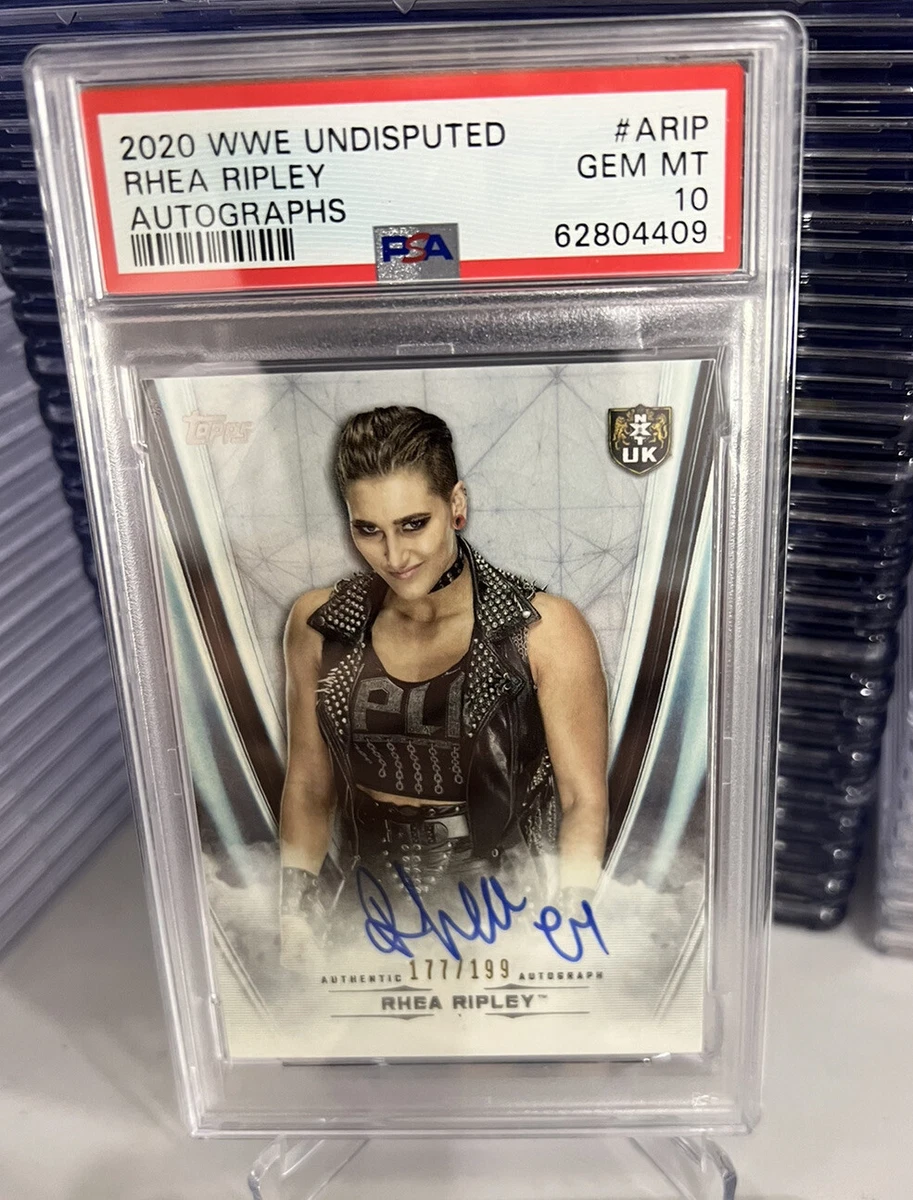 2020 WWE UNDISPUTED #ARIP
RHEA RIPLEY GEM MT
AUTOGRAPHS 10
62804409
PSA
Topps
NXT
UK
AUTHENTIC 177/199 AUTOGRAPH
RHEA RIPLEY™